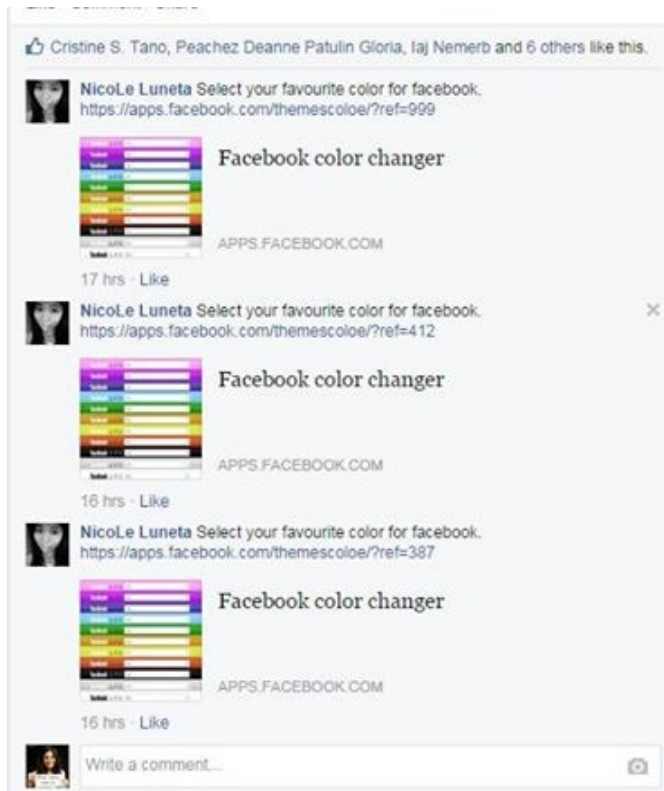 Cristine S. Tano, Peachez Deanne Patulin Gloria, Iaj Nemerb and 6 others like this.
NicoLe Luneta Select your favourite color for facebook.
https://apps.facebook.com/themescoloe/?ref=999
Facebook color changer
APPS.FACEBOOK.COM
17 hrs · Like
NicoLe Luneta Select your favourite color for facebook.
https://apps.facebook.com/themescoloe/?ref=412
Facebook color changer
APPS.FACEBOOK.COM
16 hrs · Like
NicoLe Luneta Select your favourite color for facebook.
https://apps.facebook.com/themescoloe/?ref=387
Facebook color changer
APPS.FACEBOOK.COM
16 hrs · Like
Write a comment...